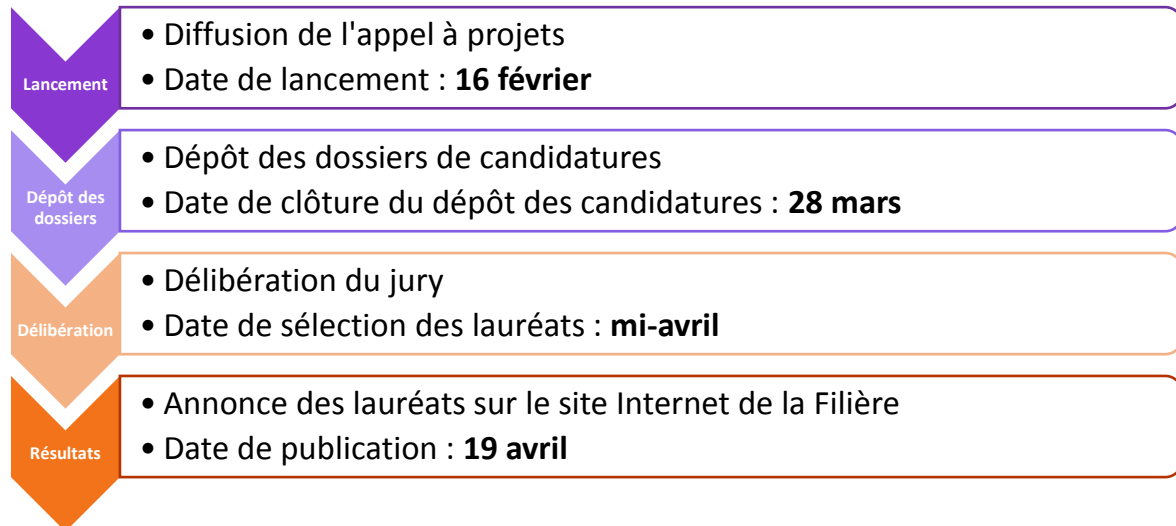 Lancement
• Diffusion de l'appel à projets
• Date de lancement : 16 février
Dépôt des
dossiers
• Dépôt des dossiers de candidatures
• Date de clôture du dépôt des candidatures : 28 mars
Délibération
• Délibération du jury
• Date de sélection des lauréats : mi-avril
Résultats
• Annonce des lauréats sur le site Internet de la Filière
• Date de publication : 19 avril